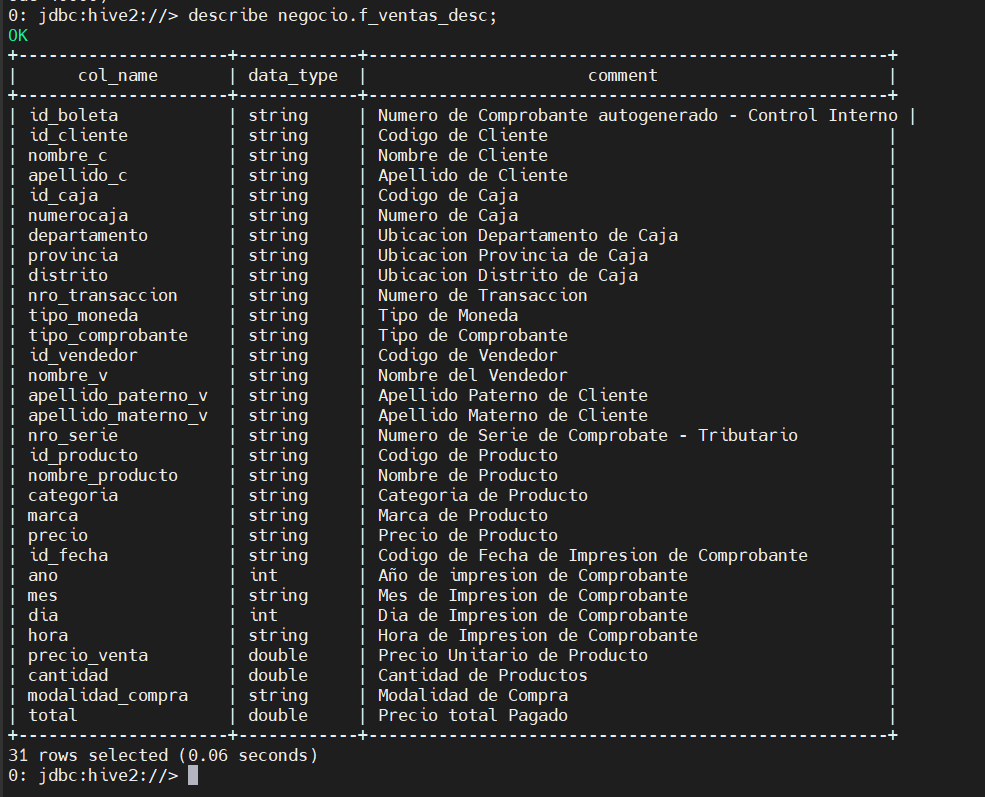 0: jdbc:hive2://> describe negocio.f_ventas_desc;
OK
+---------------------+------------+----------------------------------------------------+
| col_name | data_type | comment |
+---------------------+------------+----------------------------------------------------+
| id_boleta | string | Numero de Comprobante autogenerado - Control Interno |
| id_cliente | string | Codigo de Cliente |
| nombre_c | string | Nombre de Cliente |
| apellido_c | string | Apellido de Cliente |
| id_caja | string | Codigo de Caja |
| numerocaja | string | Numero de Caja |
| departamento | string | Ubicacion Departamento de Caja |
| provincia | string | Ubicacion Provincia de Caja |
| distrito | string | Ubicacion Distrito de Caja |
| nro_transaccion | string | Numero de Transaccion |
| tipo_moneda | string | Tipo de Moneda |
| tipo_comprobante | string | Tipo de Comprobante |
| id_vendedor | string | Codigo de Vendedor |
| nombre_v | string | Nombre del Vendedor |
| apellido_paterno_v | string | Apellido Paterno de Cliente |
| apellido_materno_v | string | Apellido Materno de Cliente |
| nro_serie | string | Numero de Serie de Comprobate - Tributario |
| id_producto | string | Codigo de Producto |
| nombre_producto | string | Nombre de Producto |
| categoria | string | Categoria de Producto |
| marca | string | Marca de Producto |
| precio | string | Precio de Producto |
| id_fecha | string | Codigo de Fecha de Impresion de Comprobante |
| ano | int | Año de impresion de Comprobante |
| mes | string | Mes de Impresion de Comprobante |
| dia | int | Dia de Impresion de Comprobante |
| hora | string | Hora de Impresion de Comprobante |
| precio_venta | double | Precio Unitario de Producto |
| cantidad | double | Cantidad de Productos |
| modalidad_compra | string | Modalidad de Compra |
| total | double | Precio total Pagado |
+---------------------+------------+----------------------------------------------------+
31 rows selected (0.06 seconds)
0: jdbc:hive2://>